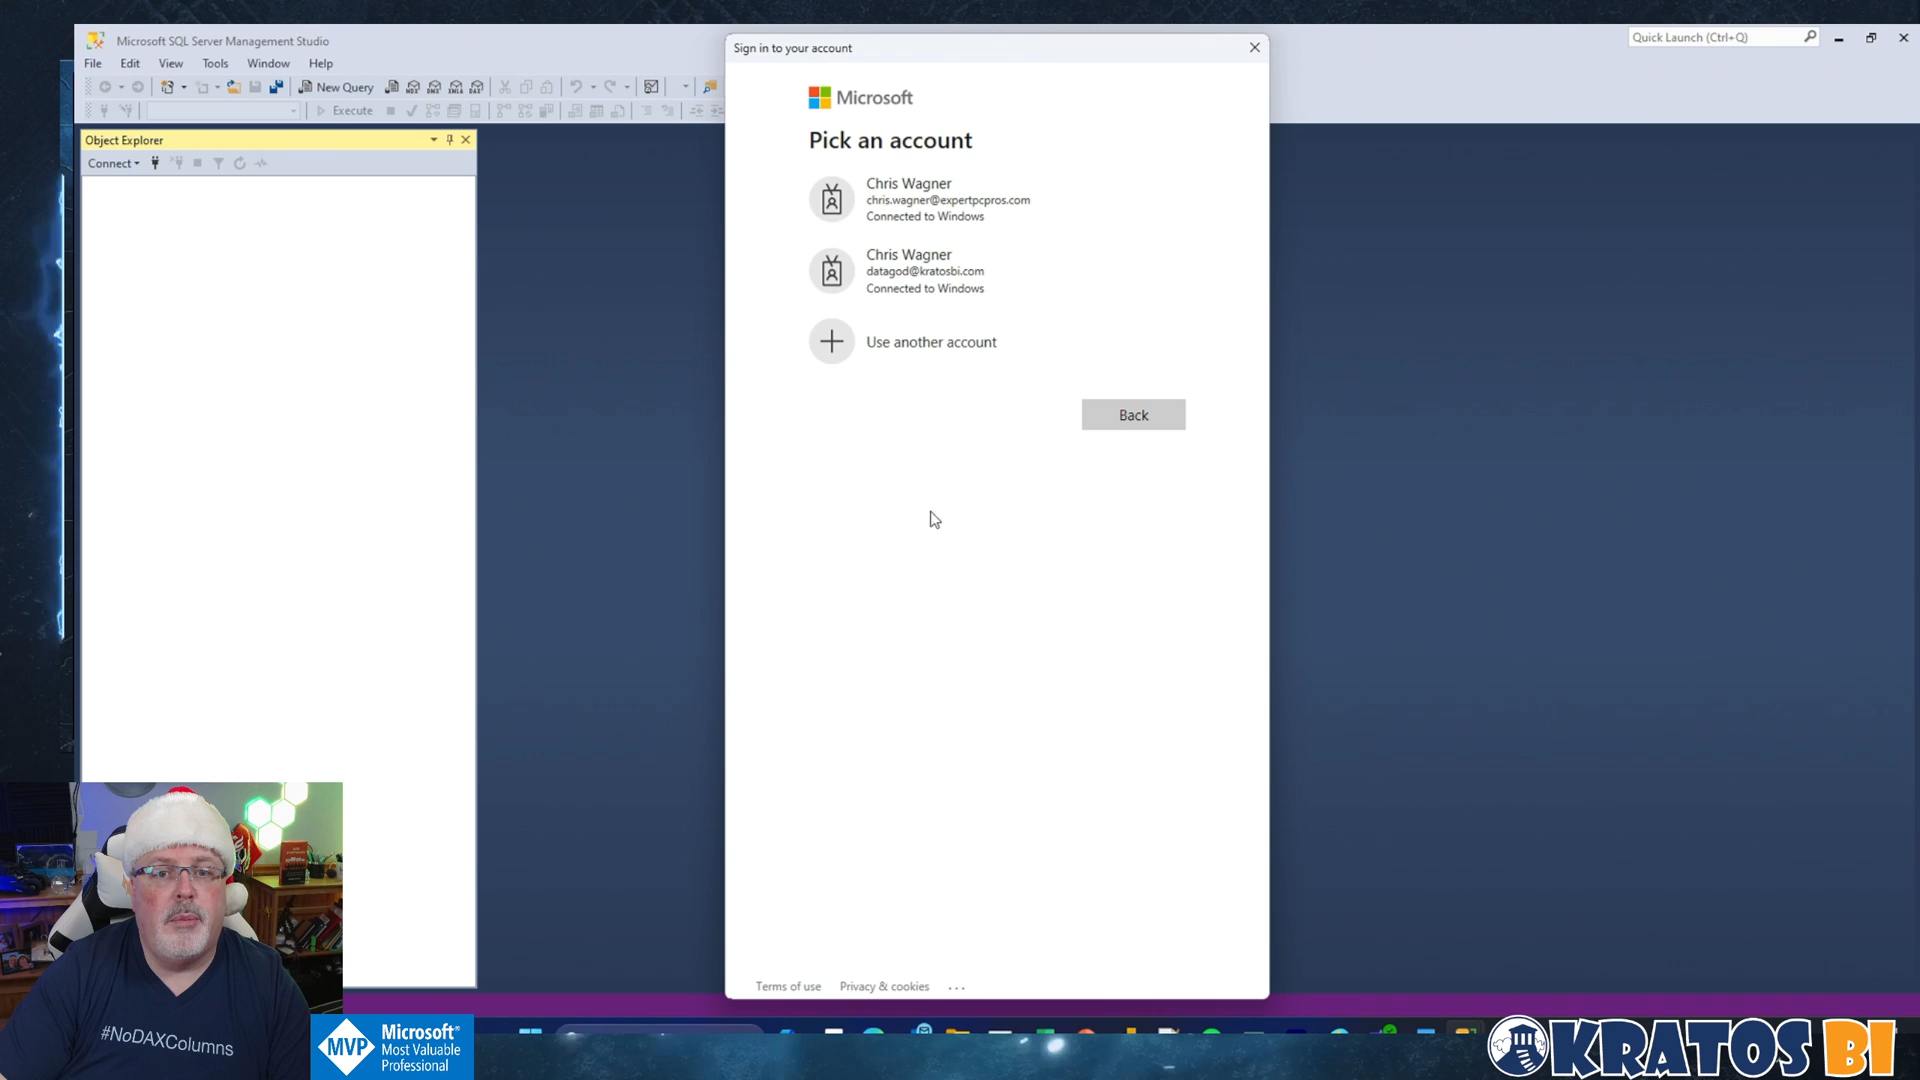 Microsoft SQL Server Management Studio
Quick Launch (Ctrl+Q)
File Edit View Tools Window Help
New Query
Execute
Object Explorer
Connect
Sign in to your account
Microsoft
Pick an account
Chris Wagner
chris.wagner@expertpcpros.com
Connected to Windows
Chris Wagner
datagod@kratosbi.com
Connected to Windows
Use another account
Back
Terms of use Privacy & cookies ...
#NoDAXColumns
MVP
Microsoft®
Most Valuable
Professional
KRATOS BI